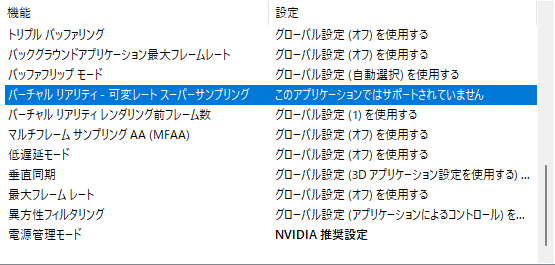 機能 設定
トリプル バッファリング グローバル設定 (オフ) を使用する
バックグラウンドアプリケーション最大フレームレート グローバル設定 (オフ) を使用する
バッファフリップ モード グローバル設定 (自動選択) を使用する
バーチャル リアリティ - 可変レート スーパーサンプリング このアプリケーションではサポートされていません
バーチャル リアリティ レンダリング前フレーム数 グローバル設定 (1) を使用する
マルチフレーム サンプリング AA (MFAA) グローバル設定 (オフ) を使用する
低遅延モード グローバル設定 (オフ) を使用する
垂直同期 グローバル設定 (3D アプリケーション設定を使用する) ...
最大フレーム レート グローバル設定 (オフ) を使用する
異方性フィルタリング グローバル設定 (アプリケーションによるコントロール) を...
電源管理モード NVIDIA 推奨設定